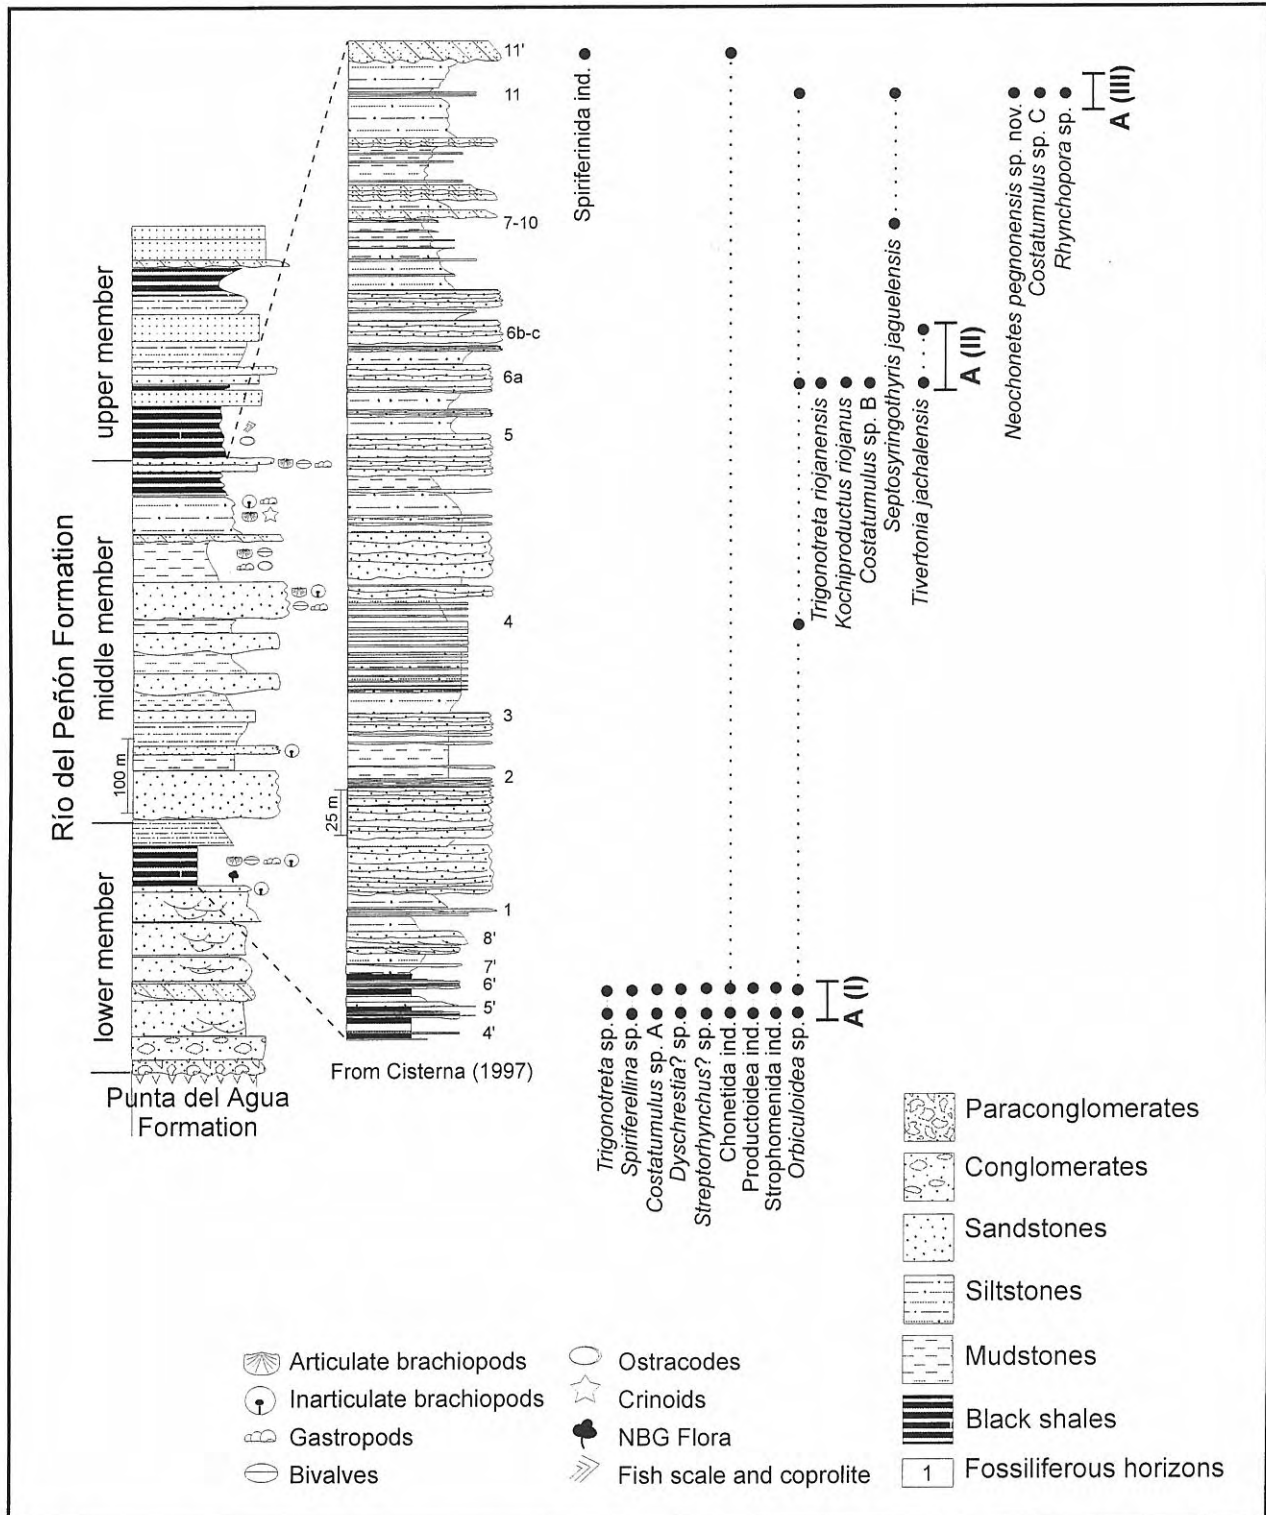 Río del Peñón Formation
upper member
middle member
lower member
100 m
Punta del Agua
Formation
11'
11
7-10
6b-c
6a
5
4
3
2
25 m
1
8'
7'
6'
5'
4'
From Cisterna (1997)
Spiriferinida ind.
Trigonotreta sp.
Spiriferellina sp.
Costatumulus sp. A
Dyschrestia? sp.
Streptorhynchus? sp.
Chonetida ind.
Productoidea ind.
Strophomenida ind.
Orbiculoidea sp.
A (I)
Trigonotreta riojanensis
Kochiproductus riojanus
Costatumulus sp. B
Septosyringothyris jaguelensis
Tivertonia jachalensis
A (II)
Neochonetes pegnonensis sp. nov.
Costatumulus sp. C
Rhynchopora sp.
A (III)
Paraconglomerates
Conglomerates
Sandstones
Siltstones
Mudstones
Black shales
1 Fossiliferous horizons
Articulate brachiopods
Inarticulate brachiopods
Gastropods
Bivalves
Ostracodes
Crinoids
NBG Flora
Fish scale and coprolite